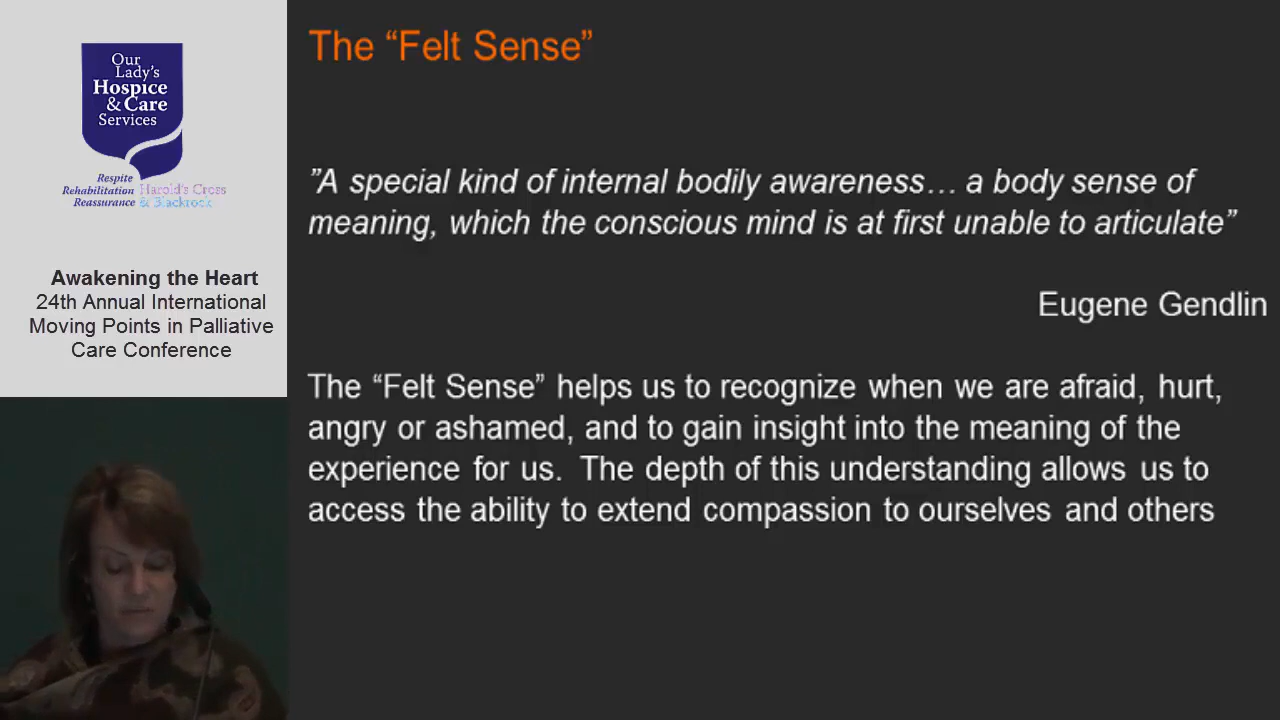 Our
Lady's
Hospice
& Care
Services
Respite
Rehabilitation Harold's Cross
Reassurance & Blackrock
Awakening the Heart
24th Annual International
Moving Points in Palliative
Care Conference
The “Felt Sense”
”A special kind of internal bodily awareness… a body sense of
meaning, which the conscious mind is at first unable to articulate”
Eugene Gendlin
The “Felt Sense” helps us to recognize when we are afraid, hurt,
angry or ashamed, and to gain insight into the meaning of the
experience for us. The depth of this understanding allows us to
access the ability to extend compassion to ourselves and others